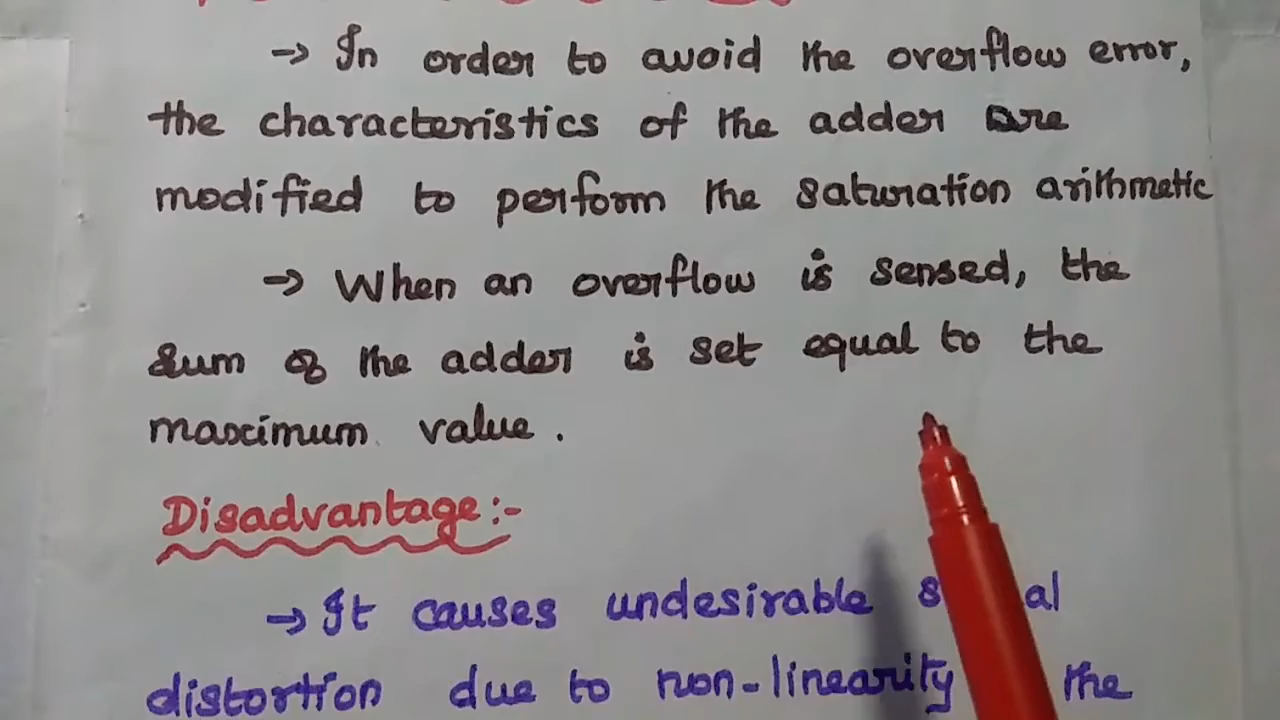 → In order to avoid the overflow error,
the characteristics of the adder are
modified to perform the saturation arithmetic
→ When an overflow is sensed, the
sum of the adder is set equal to the
maximum value.
Disadvantage:-
→ It causes undesirable
distortion due to non-linearity the